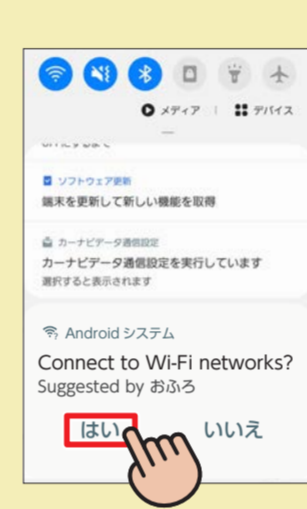 メディア
デバイス
ソフトウェア更新
端末を更新して新しい機能を取得
カーナビデータ通信設定
カーナビデータ通信設定を実行しています
選択すると表示されます
Android システム
Connect to Wi-Fi networks?
Suggested by おふろ
はい
いいえ